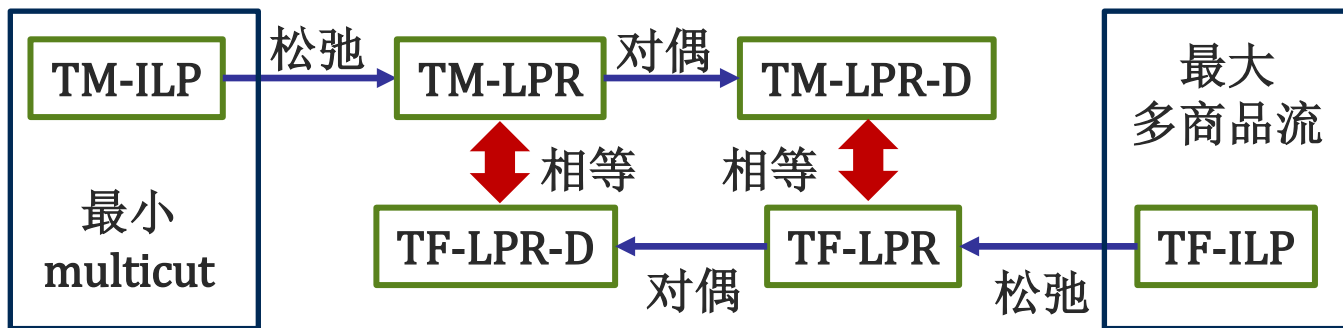 松弛
对偶
TM-ILP
TM-LPR
TM-LPR-D
最大
多商品流
相等
相等
最小
multicut
TF-LPR-D
TF-LPR
TF-ILP
对偶
松弛